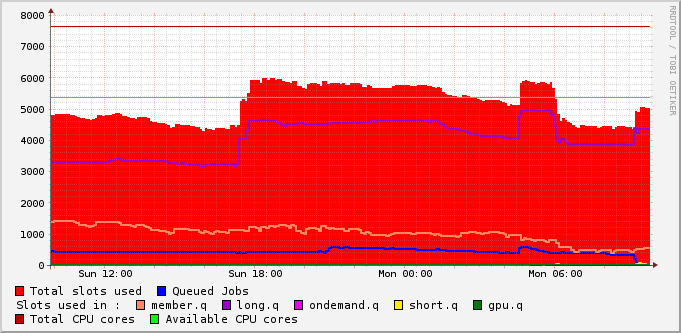 8000
7000
6000
5000
4000
3000
2000
1000
0
Sun 12:00 Sun 18:00 Mon 00:00 Mon 06:00
RRDTOOL / TOBI OETIKER
Total slots used Queued Jobs
Slots used in : member.q long.q ondemand.q short.q gpu.q
Total CPU cores Available CPU cores